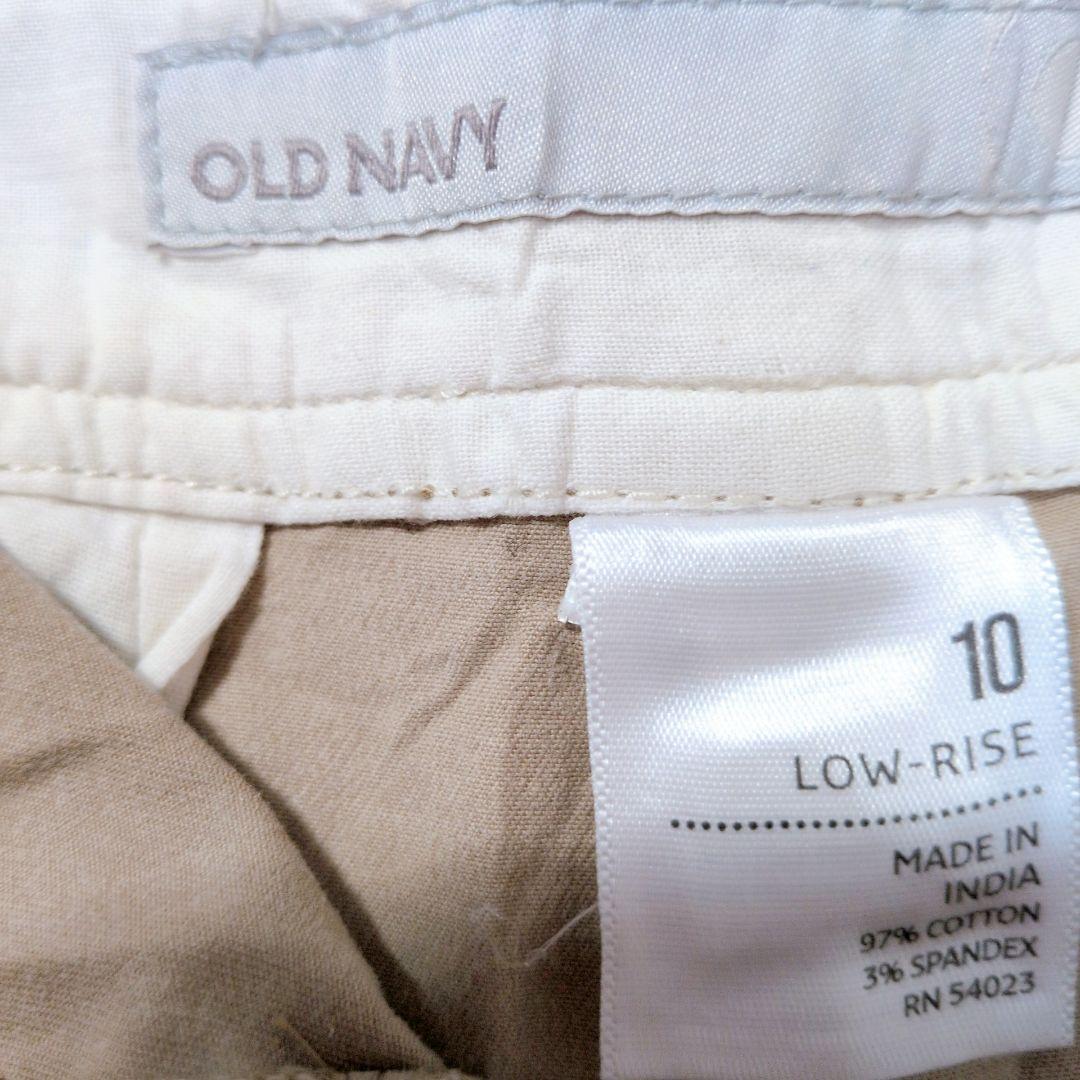 OLD NAVY
10
LOW-RISE
MADE IN
INDIA
97% COTTON
3% SPANDEX
RN 54023